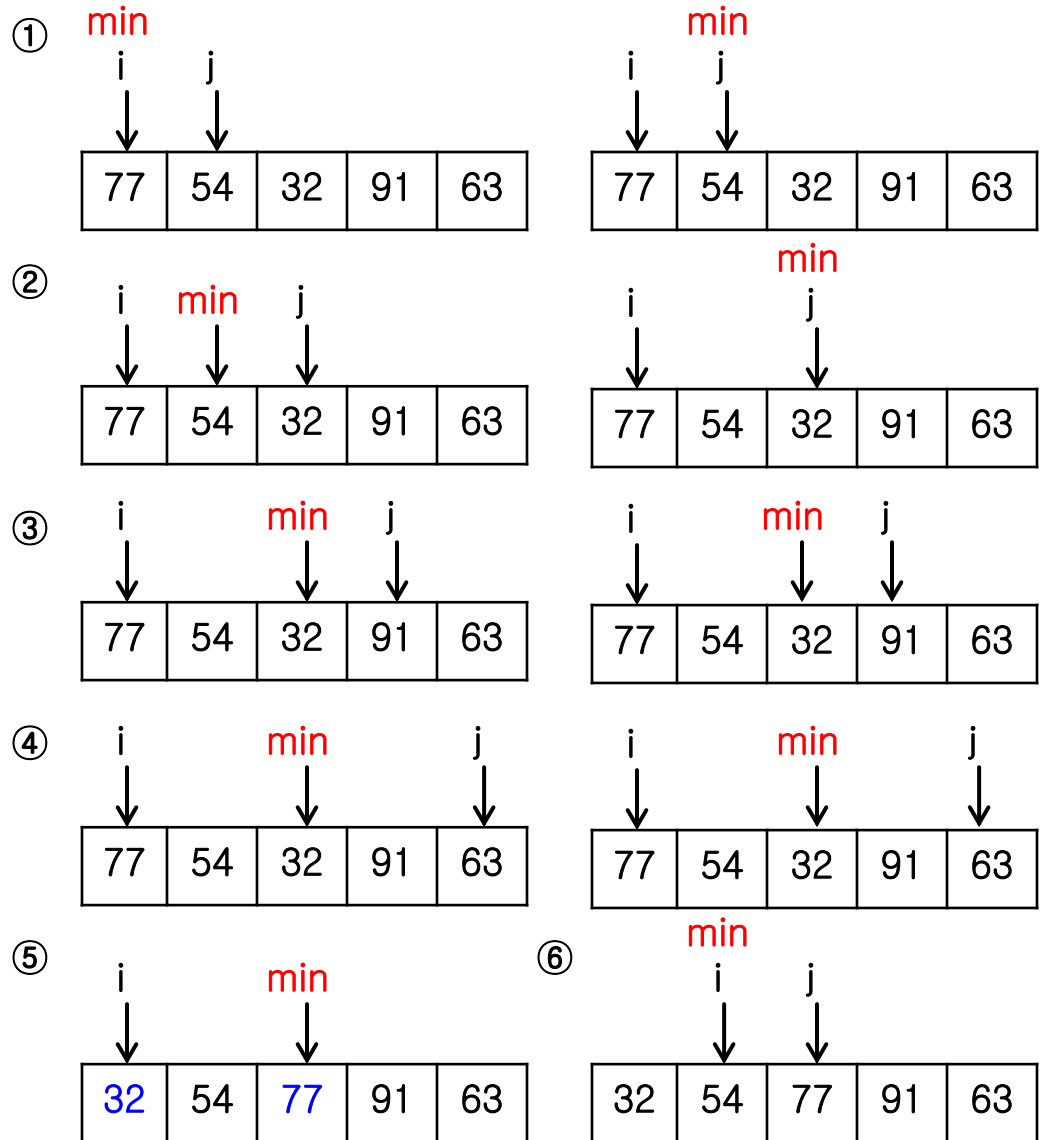 ① min min
i j i j
77 54 32 91 63 77 54 32 91 63
② min
i min j i j
77 54 32 91 63 77 54 32 91 63
③ i min j i min j
77 54 32 91 63 77 54 32 91 63
④ i min j i min j
77 54 32 91 63 77 54 32 91 63
⑤ ⑥ min
i min i j
32 54 77 91 63 32 54 77 91 63